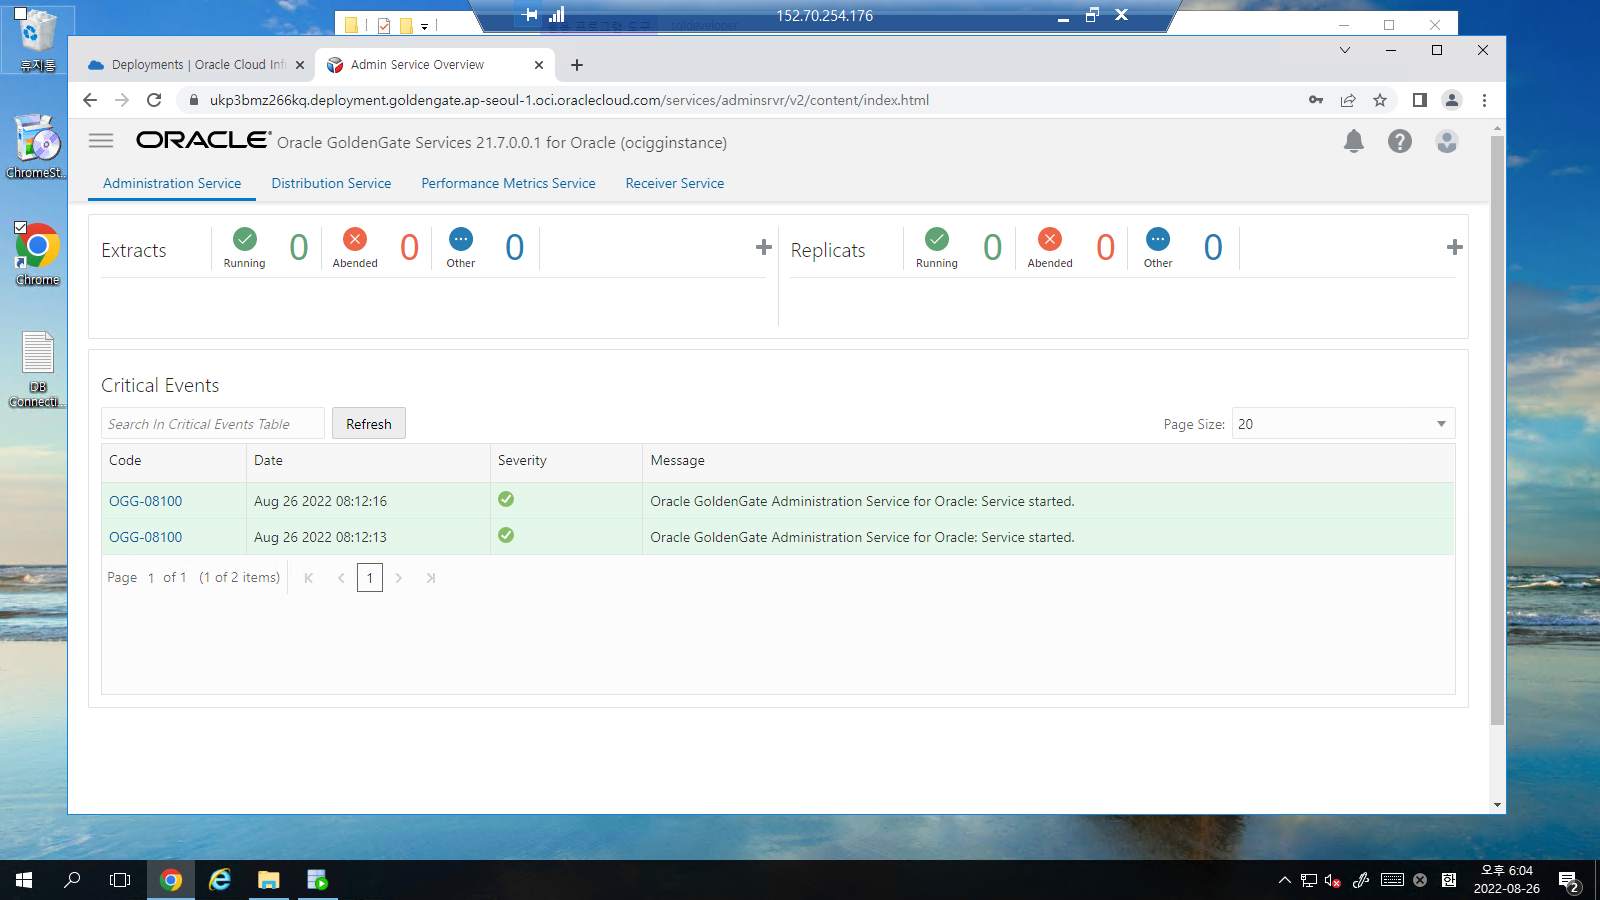 152.70.254.176
휴지통
Deployments | Oracle Cloud Inf
Admin Service Overview
ukp3bmz266kq.deployment.goldengate.ap-seoul-1.oci.oraclecloud.com/services/adminsrvr/v2/content/index.html
ORACLE® Oracle GoldenGate Services 21.7.0.0.1 for Oracle (ocigginstance)
ChromeSt...
Administration Service
Distribution Service
Performance Metrics Service
Receiver Service
Extracts
Running
0
Abended
0
Other
0
Replicats
Running
0
Abended
0
Other
0
Chrome
DB
Connecti...
Critical Events
Search In Critical Events Table
Refresh
Page Size:
20
Code Date Severity Message
OGG-08100 Aug 26 2022 08:12:16 Oracle GoldenGate Administration Service for Oracle: Service started.
OGG-08100 Aug 26 2022 08:12:13 Oracle GoldenGate Administration Service for Oracle: Service started.
Page 1 of 1 (1 of 2 items)
1
한
오후 6:04
2022-08-26
2